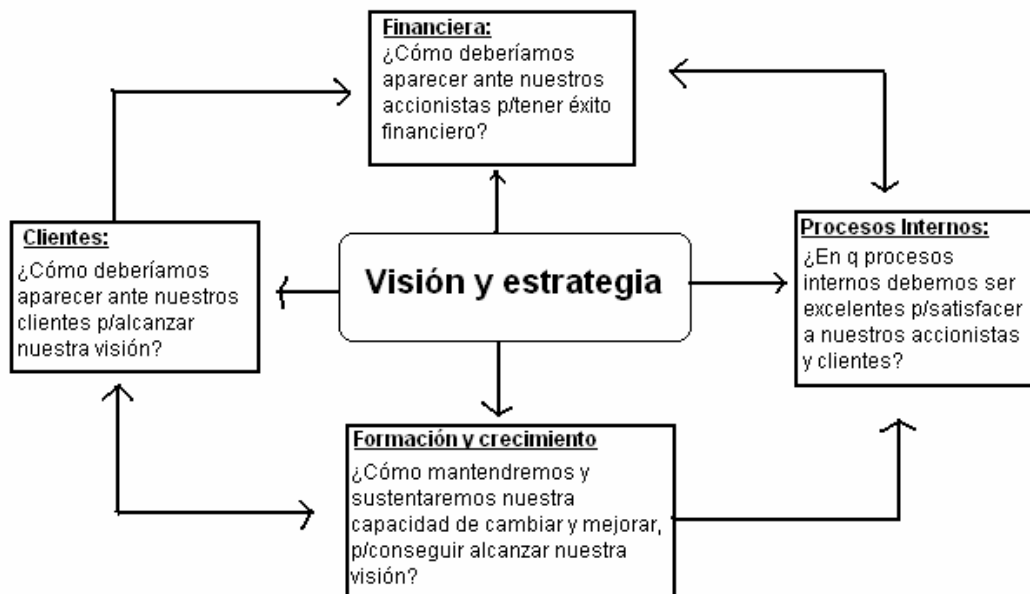 Financiera:
¿Cómo deberíamos
aparecer ante nuestros
accionistas p/tener éxito
financiero?
Clientes:
¿Cómo deberíamos
aparecer ante nuestros
clientes p/alcanzar
nuestra visión?
Visión y estrategia
Procesos Internos:
¿En q procesos
internos debemos ser
excelentes p/satisfacer
a nuestros accionistas
y clientes?
Formación y crecimiento
¿Cómo mantendremos y
sustentaremos nuestra
capacidad de cambiar y mejorar,
p/conseguir alcanzar nuestra
visión?